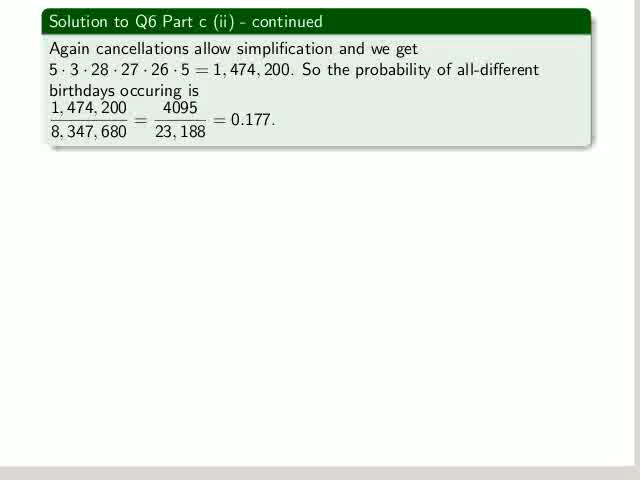 Solution to Q6 Part c (ii) - continued
Again cancellations allow simplification and we get
5 · 3 · 28 · 27 · 26 · 5 = 1, 474, 200. So the probability of all-different
birthdays occuring is
1, 474, 200 / 8, 347, 680 = 4095 / 23, 188 = 0.177.